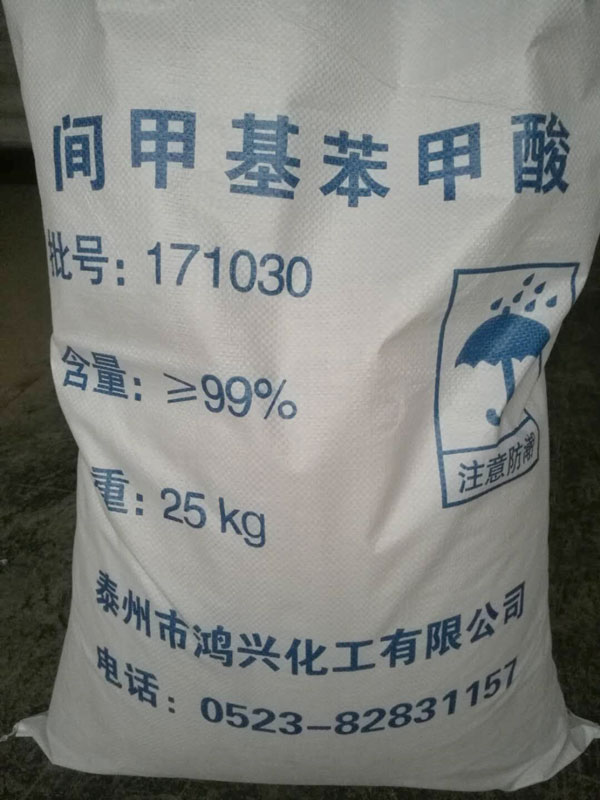 间甲基苯甲酸
批号：171030
含量：≥99%
重：25 kg
注意防潮
泰州市鸿兴化工有限公司
电话：0523-82831157